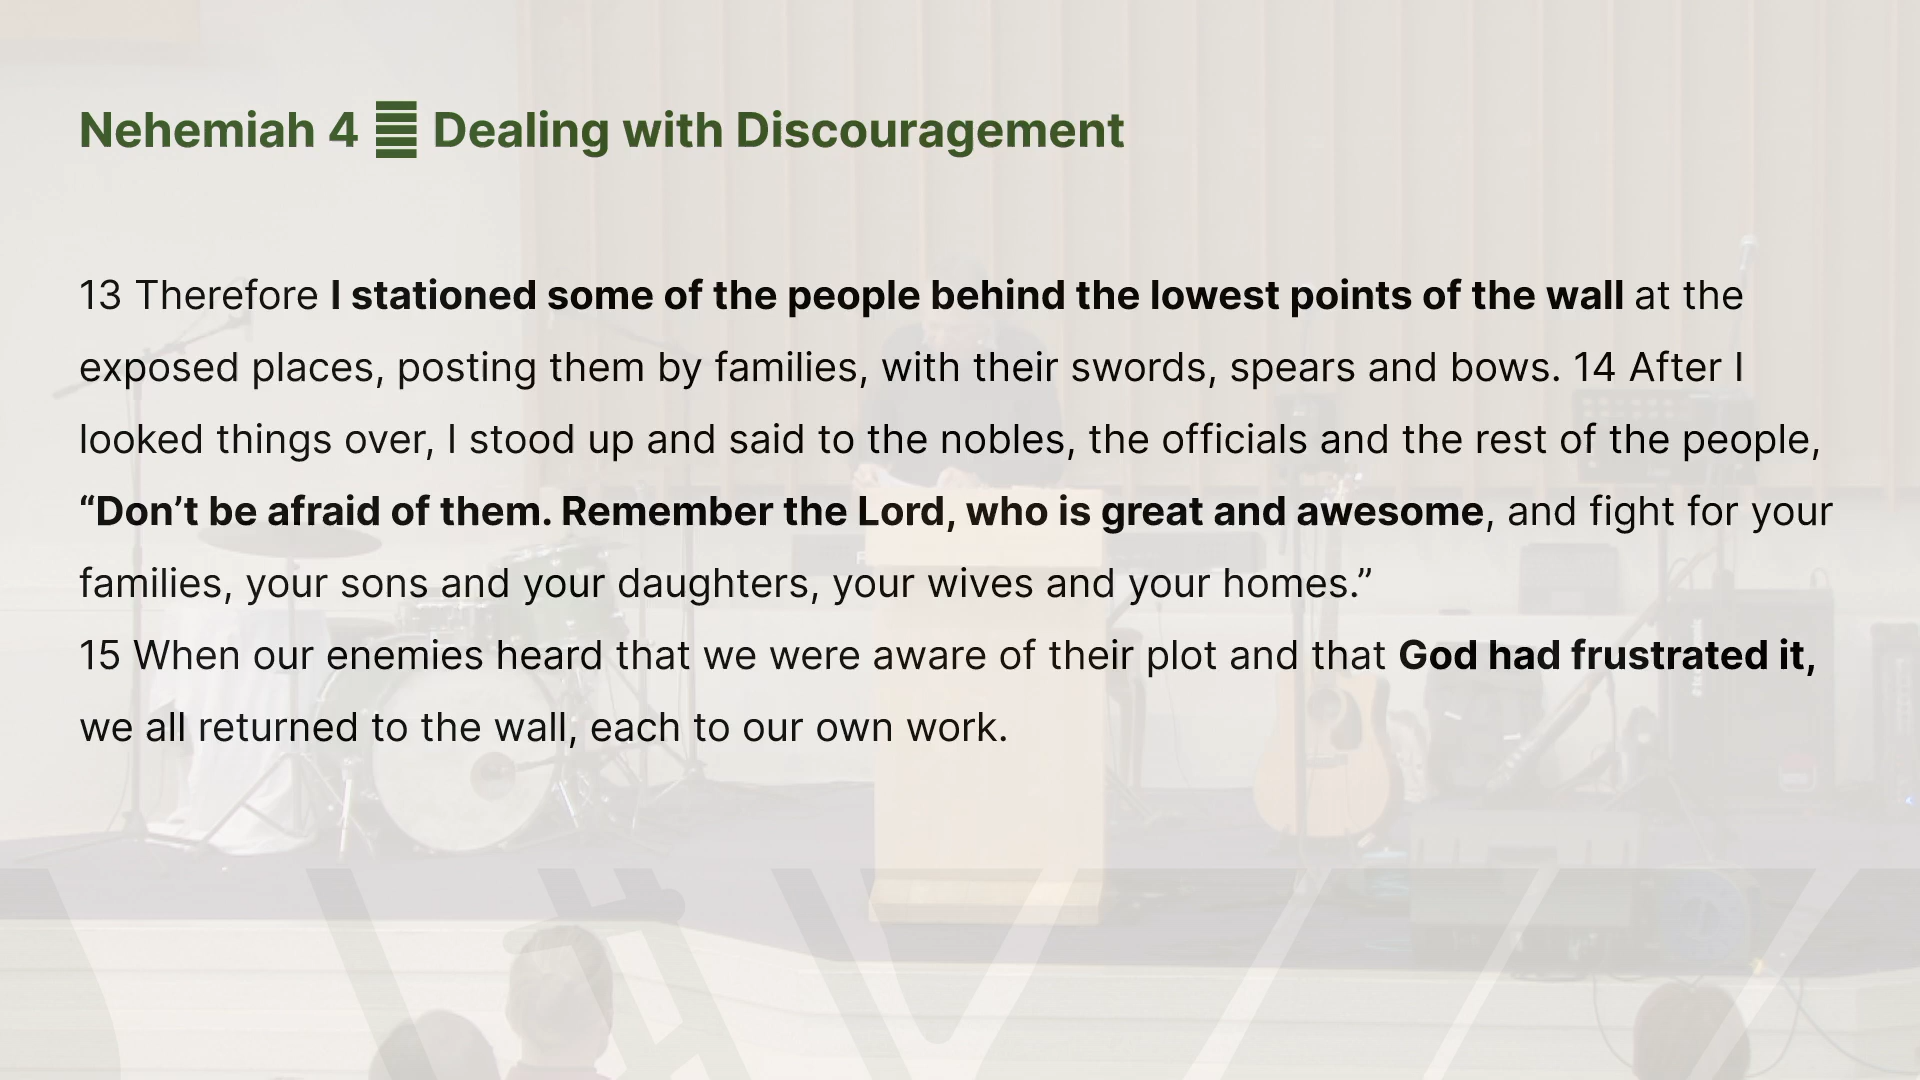 Nehemiah 4 𝌆 Dealing with Discouragement
13 Therefore I stationed some of the people behind the lowest points of the wall at the
exposed places, posting them by families, with their swords, spears and bows. 14 After I
looked things over, I stood up and said to the nobles, the officials and the rest of the people,
“Don’t be afraid of them. Remember the Lord, who is great and awesome, and fight for your
families, your sons and your daughters, your wives and your homes.”
15 When our enemies heard that we were aware of their plot and that God had frustrated it,
we all returned to the wall, each to our own work.